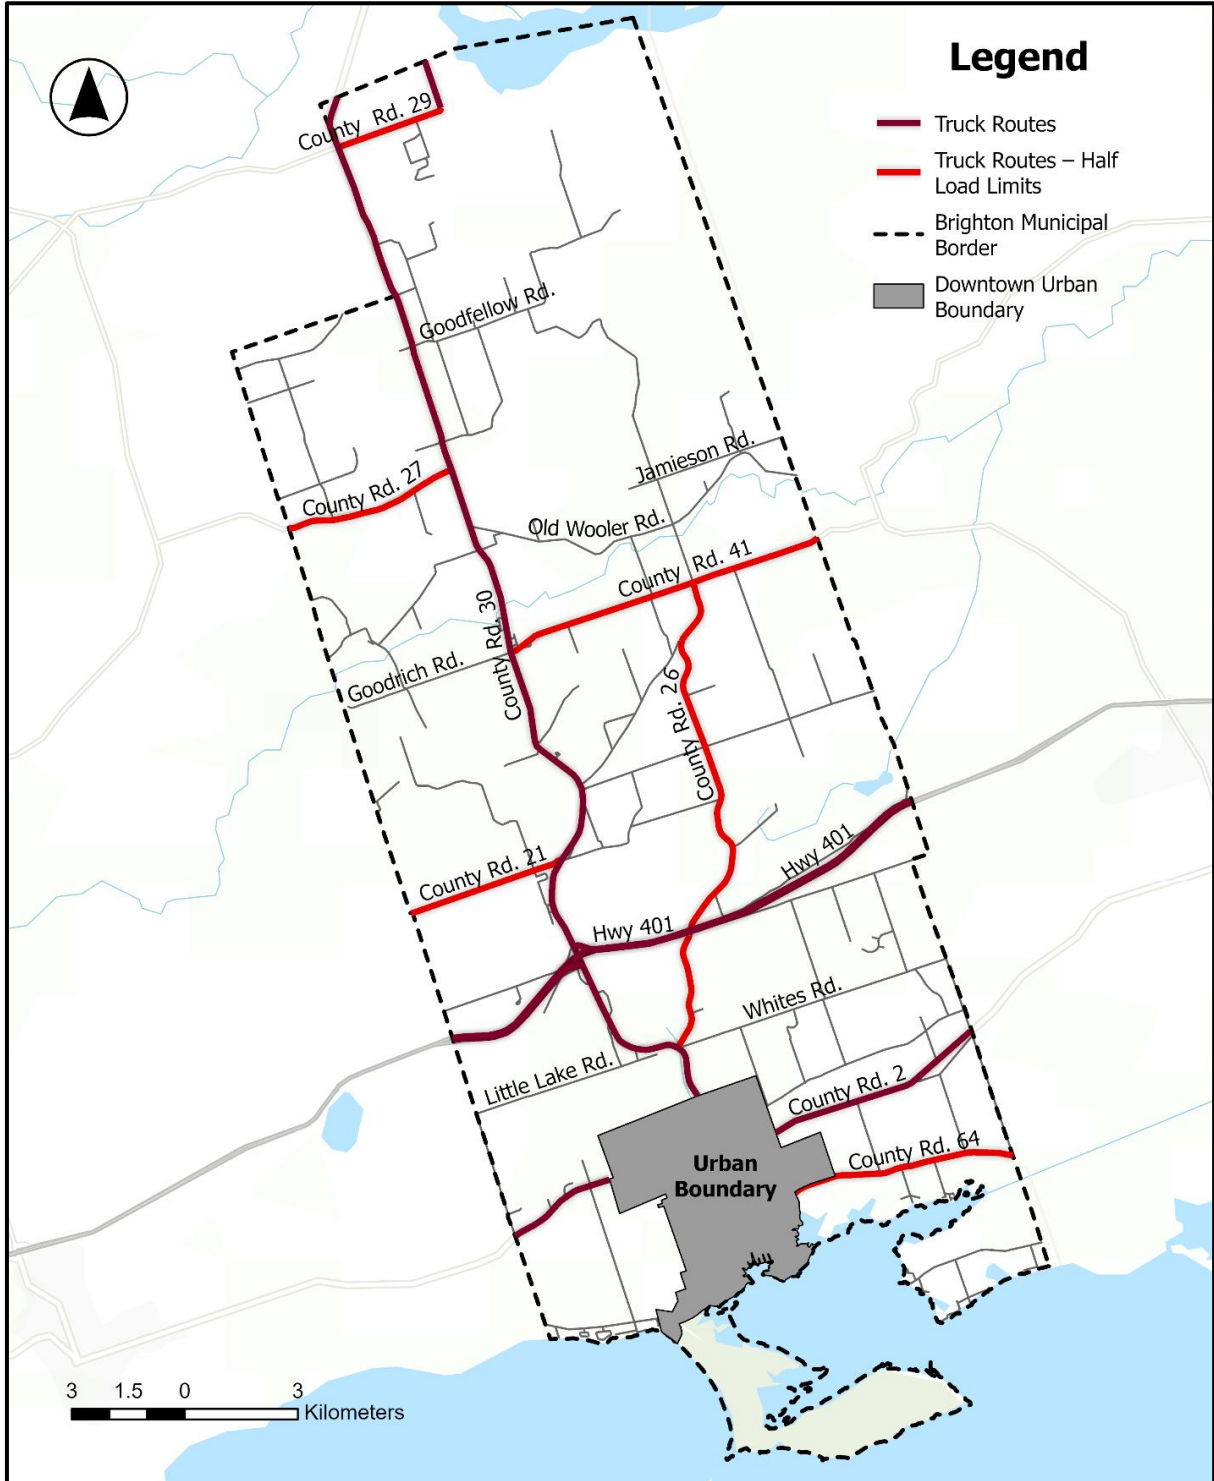 Legend
Truck Routes
Truck Routes – Half
Load Limits
Brighton Municipal
Border
Downtown Urban
Boundary
County Rd. 29
Goodfellow Rd.
Jamieson Rd.
County Rd. 27
Old Wooler Rd.
County Rd. 41
County Rd. 30
Goodrich Rd.
County Rd. 26
Hwy 401
County Rd. 21
Hwy 401
Whites Rd.
Little Lake Rd.
County Rd. 2
County Rd. 64
Urban
Boundary
3 1.5 0 3
Kilometers